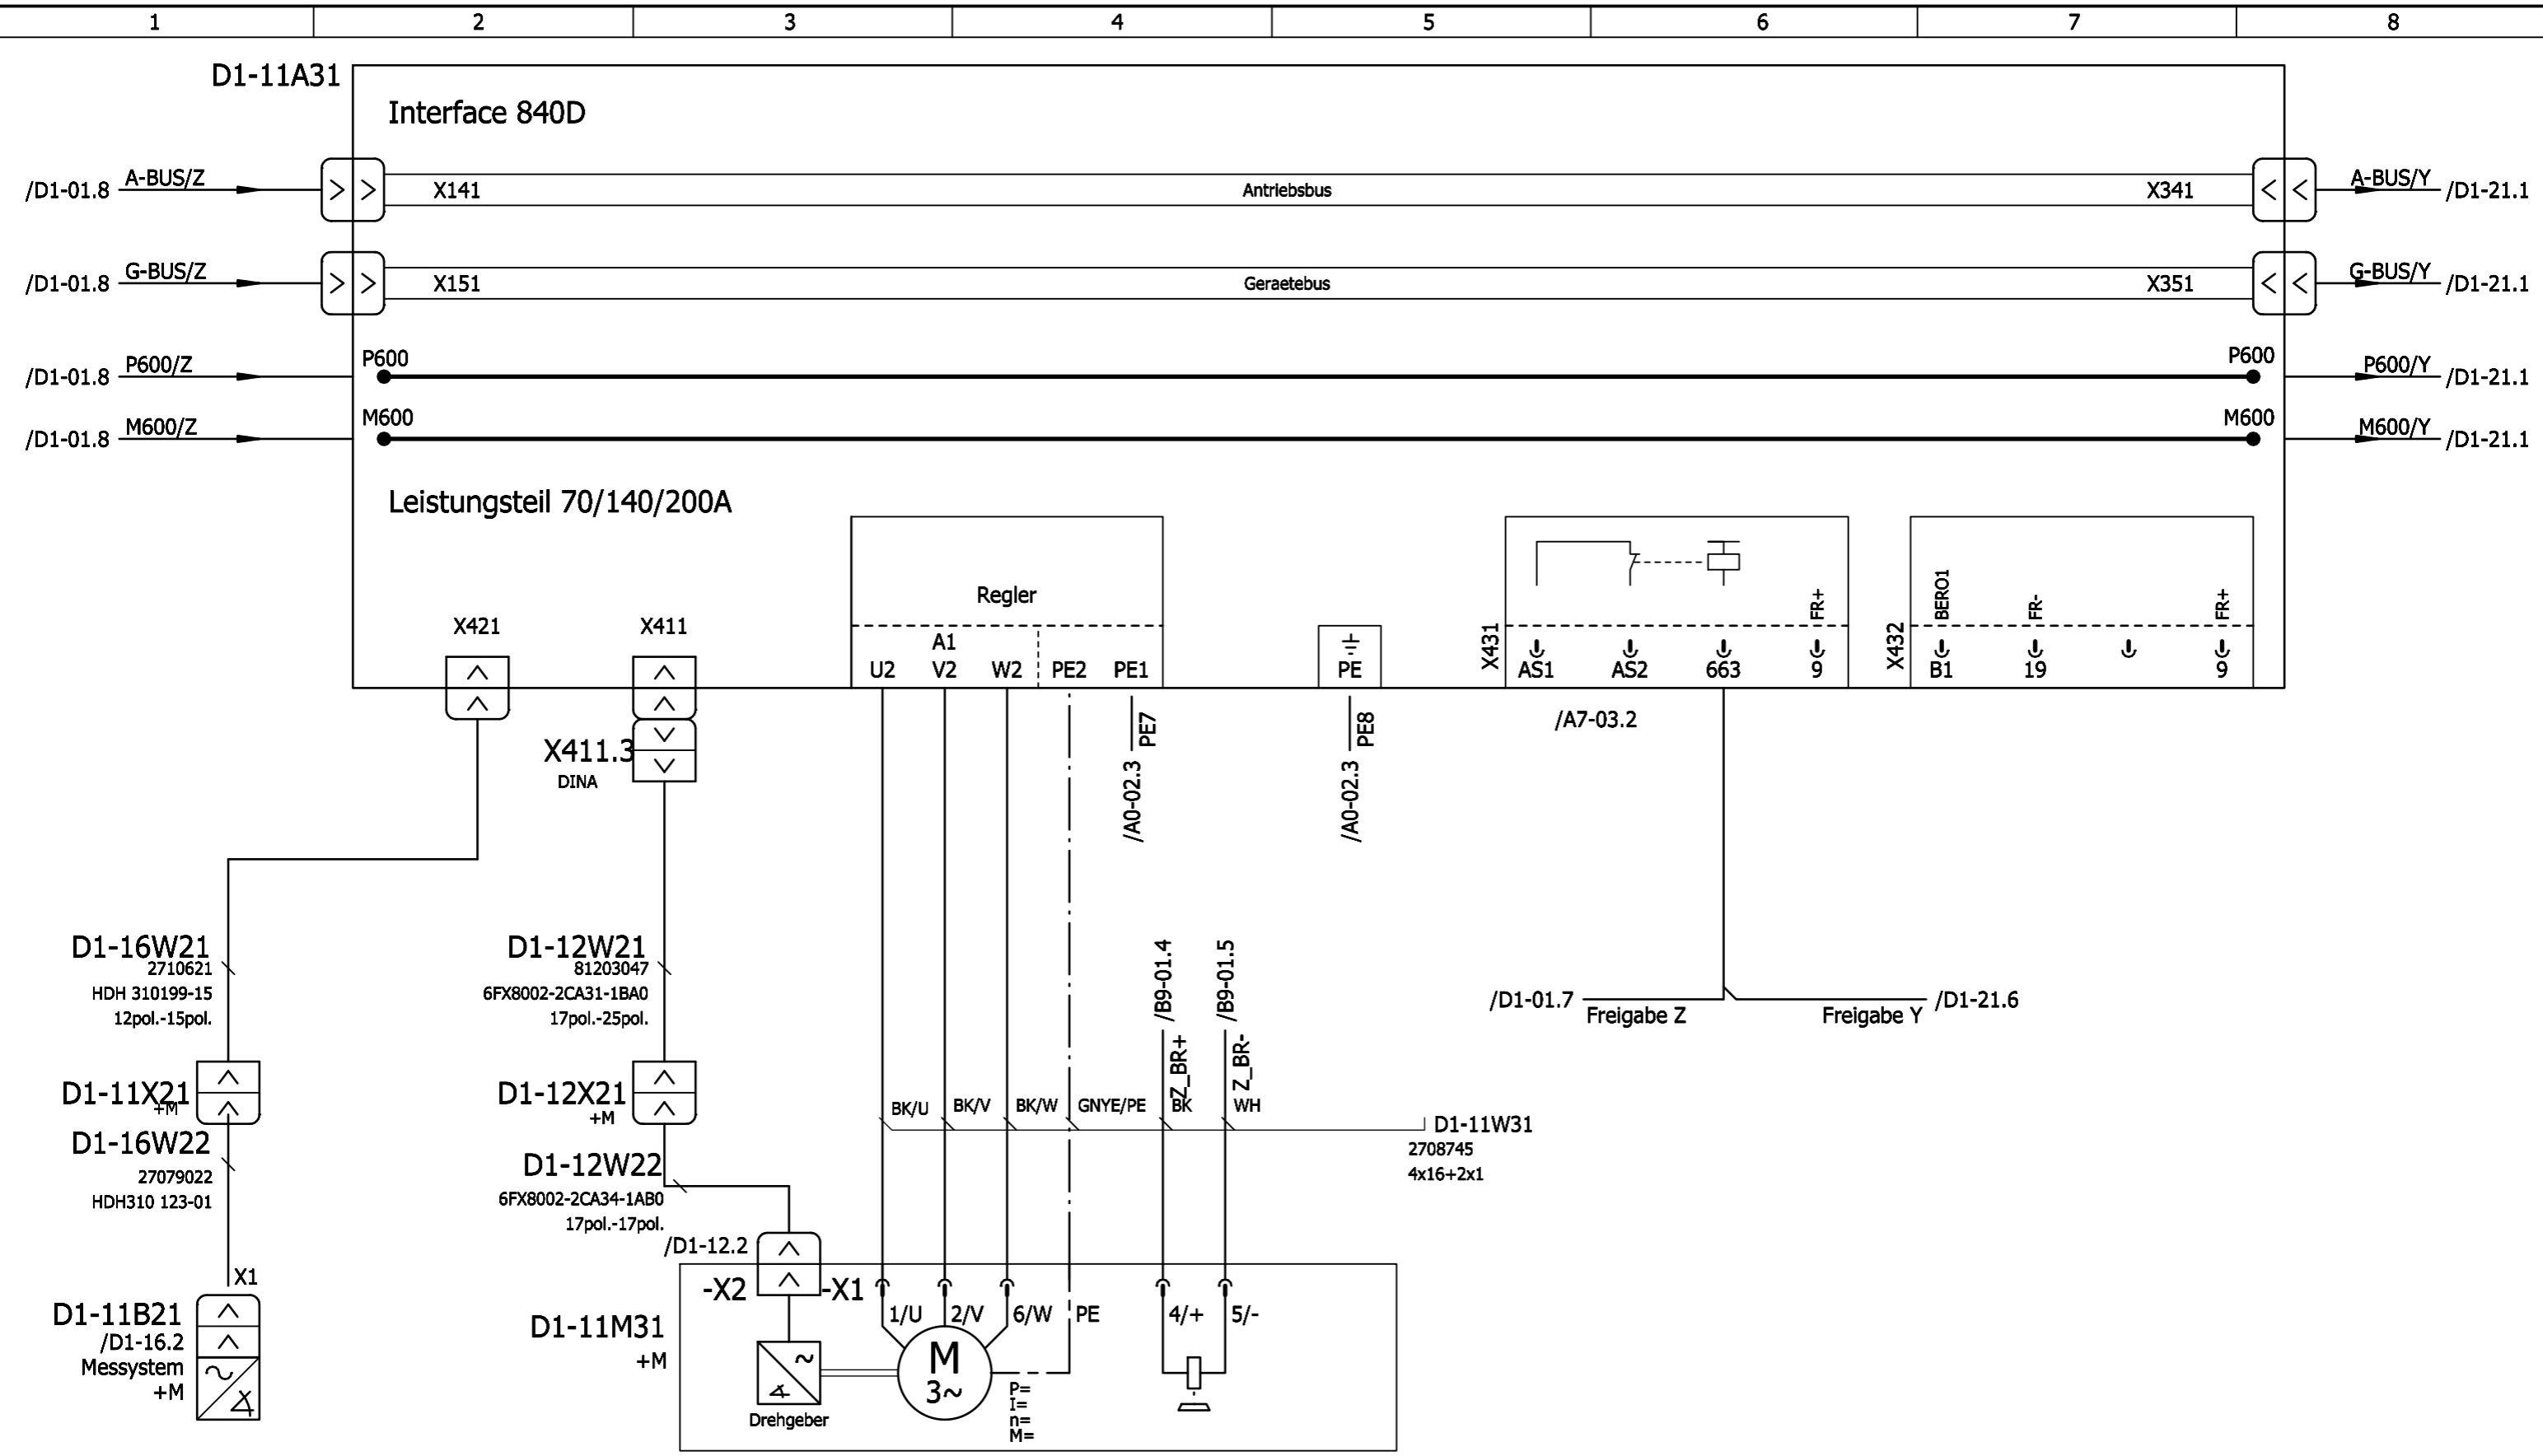 1 2 3 4 5 6 7 8
D1-11A31
Interface 840D
/D1-01.8 A-BUS/Z X141 Antriebsbus X341 A-BUS/Y /D1-21.1
/D1-01.8 G-BUS/Z X151 Geraetebus X351 G-BUS/Y /D1-21.1
/D1-01.8 P600/Z P600 P600 P600/Y /D1-21.1
/D1-01.8 M600/Z M600 M600 M600/Y /D1-21.1
Leistungsteil 70/140/200A
Regler
FR+ BERO1 FR- FR+
X421 X411 A1 X431 X432
U2 V2 W2 PE2 PE1 PE AS1 AS2 663 9 B1 19 9
X411.3
DINA
PE7
/A0-02.3
PE8
/A0-02.3
/A7-03.2
D1-16W21
2710621
HDH 310199-15
12pol.-15pol.
D1-12W21
81203047
6FX8002-2CA31-1BA0
17pol.-25pol.
/B9-01.4
Z_BR+
/B9-01.5
Z_BR-
/D1-01.7 Freigabe Z Freigabe Y /D1-21.6
D1-11X21
+M
D1-12X21
+M
BK/U BK/V BK/W GNYE/PE BK WH
D1-11W31
2708745
4x16+2x1
D1-16W22
27079022
HDH310 123-01
D1-12W22
6FX8002-2CA34-1AB0
17pol.-17pol.
/D1-12.2
X1
D1-11B21
/D1-16.2
Messystem
+M
-X2 -X1
1/U 2/V 6/W PE 4/+ 5/-
D1-11M31
+M
M
3~
Drehgeber
P=
I=
n=
M=